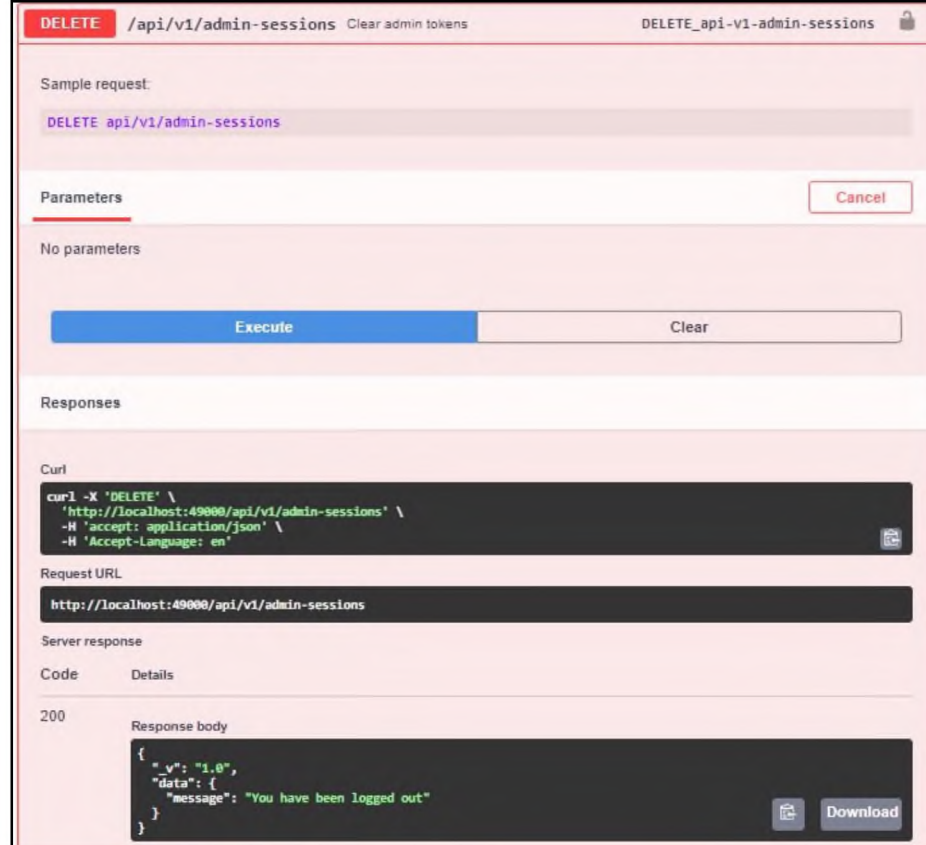 DELETE /api/v1/admin-sessions Clear admin tokens DELETE_api-v1-admin-sessions
Sample request:
DELETE api/v1/admin-sessions
Parameters Cancel
No parameters
Execute Clear
Responses
Curl
curl -X 'DELETE' \
'http://localhost:49000/api/v1/admin-sessions' \
-H 'accept: application/json' \
-H 'Accept-Language: en'
Request URL
http://localhost:49000/api/v1/admin-sessions
Server response
Code Details
200
Response body
{
"_v": "1.0",
"data": {
"message": "You have been logged out"
}
}
Download